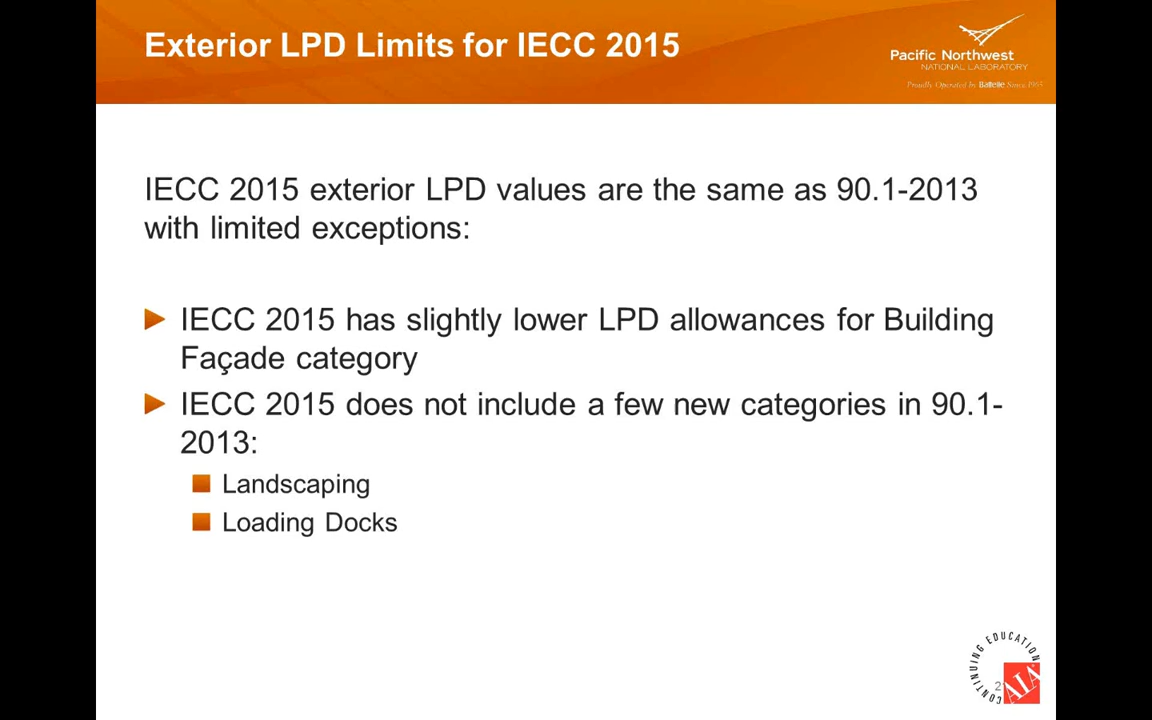 Exterior LPD Limits for IECC 2015
Pacific Northwest
NATIONAL LABORATORY
Proudly Operated by Battelle Since 1965
IECC 2015 exterior LPD values are the same as 90.1-2013
with limited exceptions:
IECC 2015 has slightly lower LPD allowances for Building
Façade category
IECC 2015 does not include a few new categories in 90.1-
2013:
Landscaping
Loading Docks
CONTINUING EDUCATION
AIA